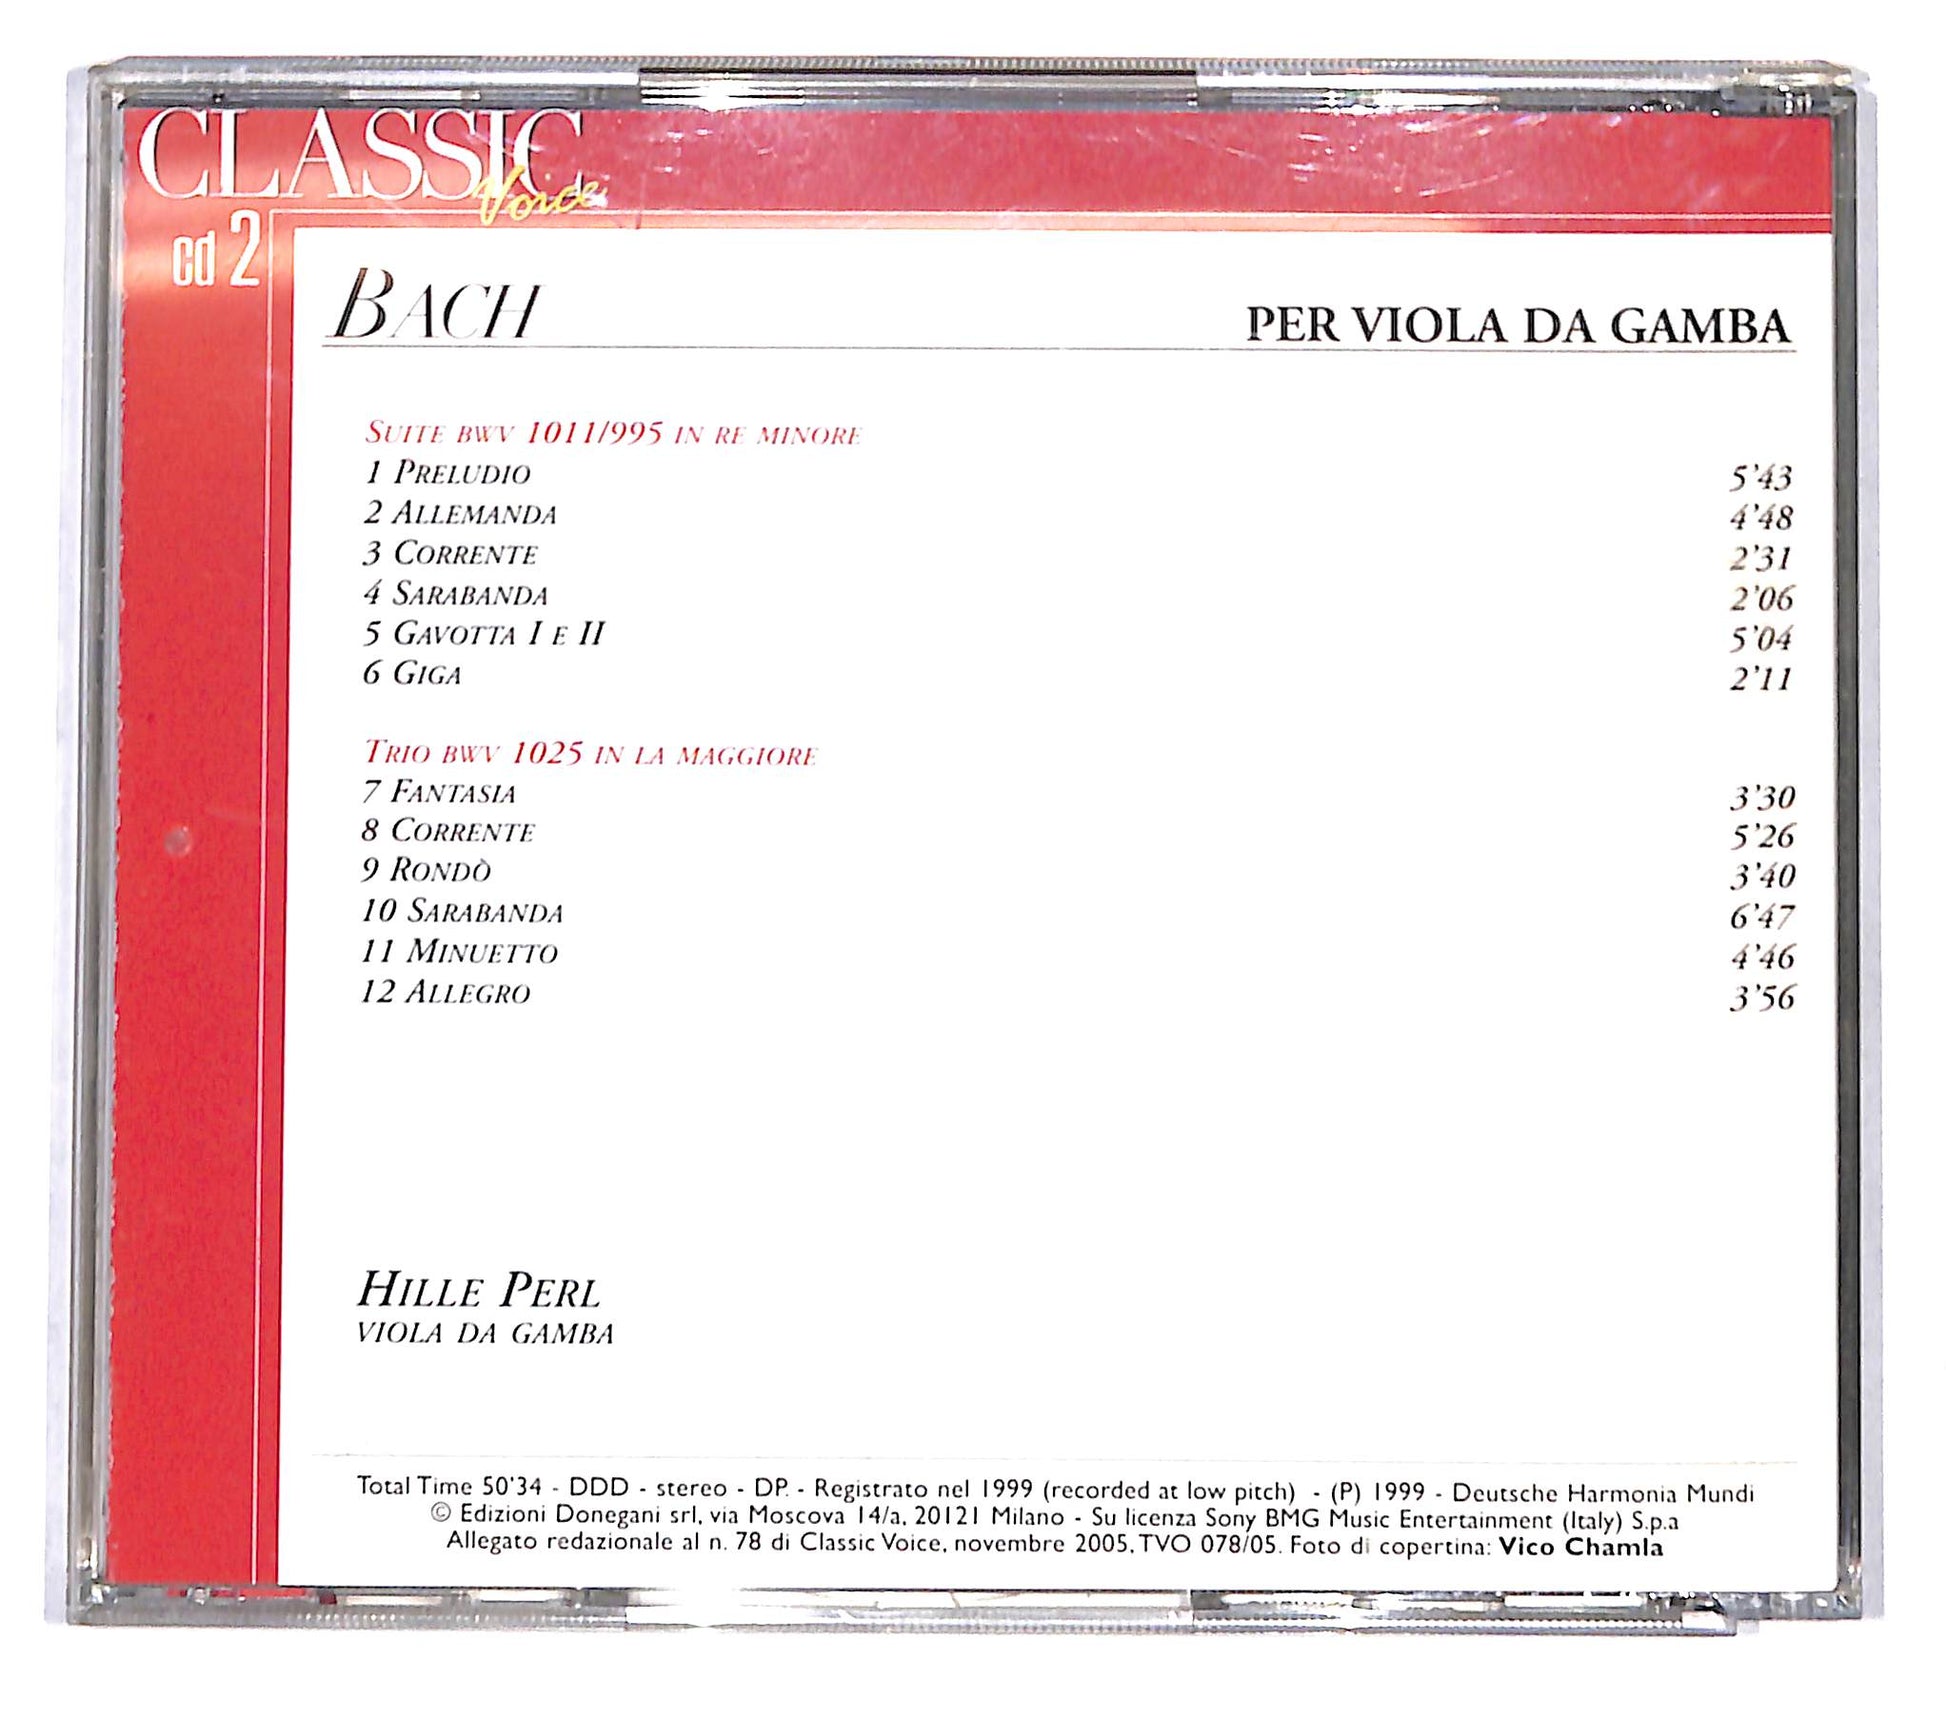 CLASSIC
Voice
cd 2
BACH PER VIOLA DA GAMBA
SUITE BWV 1011/995 IN RE MINORE
1 PRELUDIO 5'43
2 ALLEMANDA 4'48
3 CORRENTE 2'31
4 SARABANDA 2'06
5 GAVOTTA I E II 5'04
6 GIGA 2'11
TRIO BWV 1025 IN LA MAGGIORE
7 FANTASIA 3'30
8 CORRENTE 5'26
9 RONDÒ 3'40
10 SARABANDA 6'47
11 MINUETTO 4'46
12 ALLEGRO 3'56
HILLE PERL
VIOLA DA GAMBA
Total Time 50'34 - DDD - stereo - DP. - Registrato nel 1999 (recorded at low pitch) - (P) 1999 - Deutsche Harmonia Mundi
© Edizioni Donegani srl, via Moscova 14/a, 20121 Milano - Su licenza Sony BMG Music Entertainment (Italy) S.p.a
Allegato redazionale al n. 78 di Classic Voice, novembre 2005, TVO 078/05. Foto di copertina: Vico Chamla